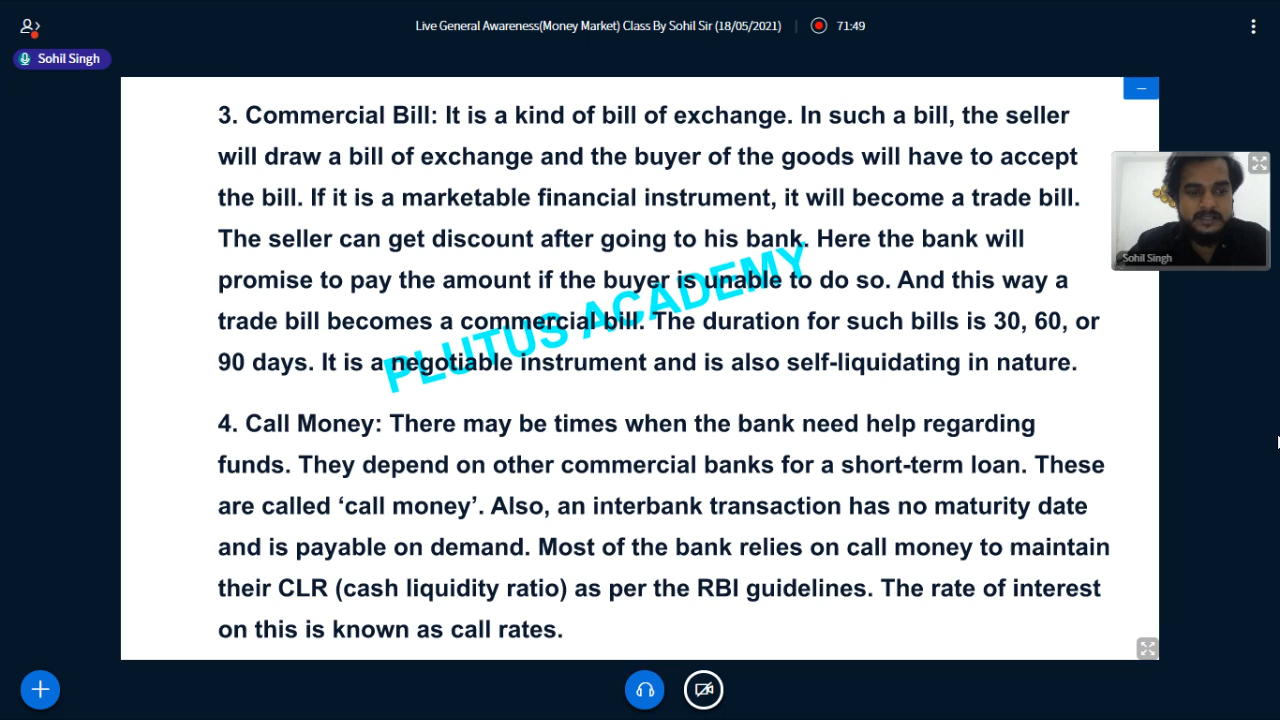 Live General Awareness(Money Market) Class By Sohil Sir (18/05/2021)
71:49
Sohil Singh
3. Commercial Bill: It is a kind of bill of exchange. In such a bill, the seller
will draw a bill of exchange and the buyer of the goods will have to accept
the bill. If it is a marketable financial instrument, it will become a trade bill.
The seller can get discount after going to his bank. Here the bank will
promise to pay the amount if the buyer is unable to do so. And this way a
trade bill becomes a commercial bill. The duration for such bills is 30, 60, or
90 days. It is a negotiable instrument and is also self-liquidating in nature.
PLUTUS ACADEMY
Sohil Singh
4. Call Money: There may be times when the bank need help regarding
funds. They depend on other commercial banks for a short-term loan. These
are called ‘call money’. Also, an interbank transaction has no maturity date
and is payable on demand. Most of the bank relies on call money to maintain
their CLR (cash liquidity ratio) as per the RBI guidelines. The rate of interest
on this is known as call rates.